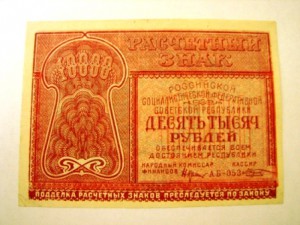 РАСЧЕТНЫЙ
ЗНАК
10000
РОССИЙСКОЙ
СОЦИАЛИСТИЧЕСКОЙ ФЕДЕРАТИВНОЙ
СОВЕТСКОЙ РЕСПУБЛИКИ
ДЕСЯТЬ ТЫСЯЧ
РУБЛЕЙ
ОБЕСПЕЧИВАЕТСЯ ВСЕМ
ДОСТОЯНИЕМ РЕСПУБЛИКИ
НАРОДНЫЙ КОМИССАР КАССИР
ФИНАНСОВ АБ-053
ПОДДЕЛКА РАСЧЕТНЫХ ЗНАКОВ ПРЕСЛЕДУЕТСЯ ПО ЗАКОНУ